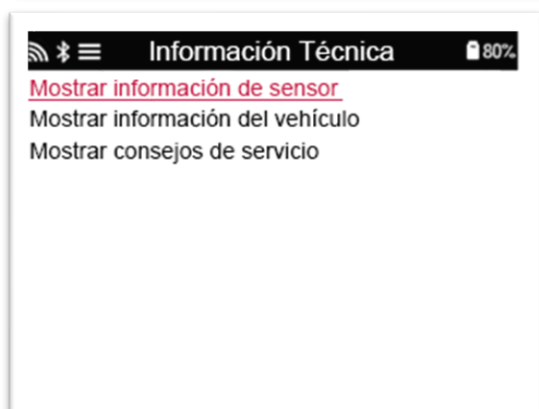 Información Técnica 80%
Mostrar información de sensor
Mostrar información del vehículo
Mostrar consejos de servicio